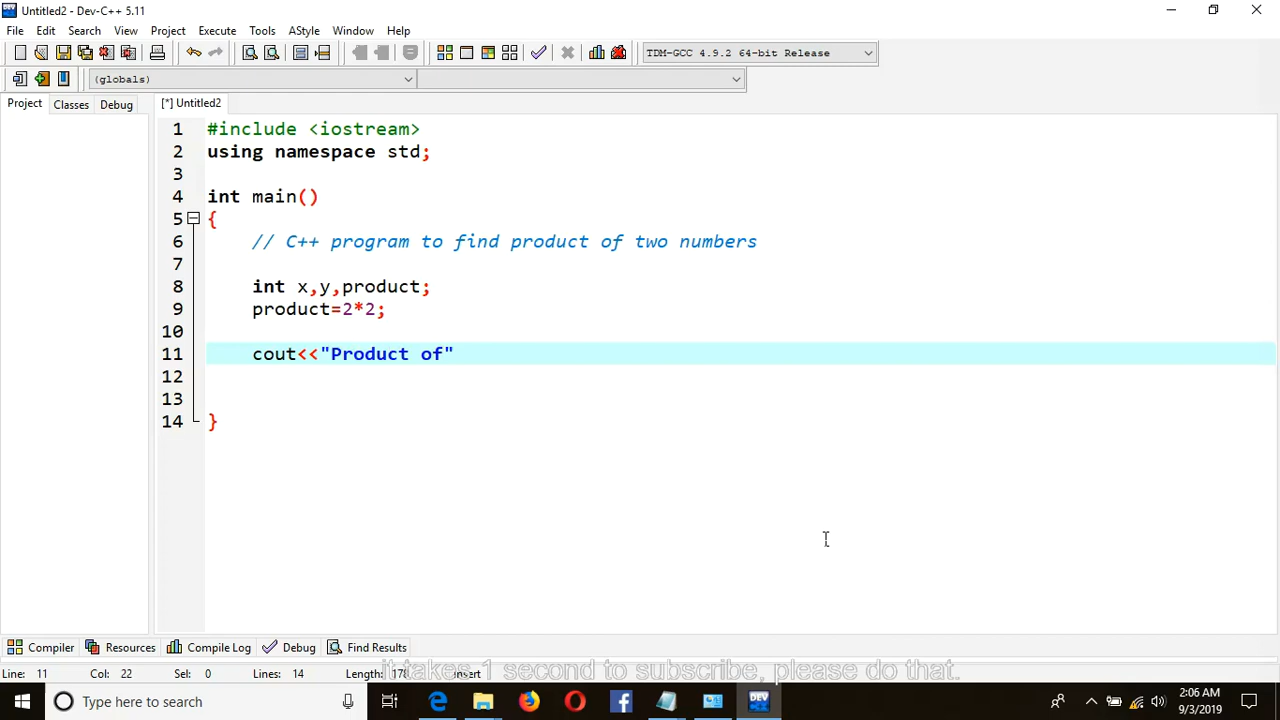 Untitled2 - Dev-C++ 5.11
File Edit Search View Project Execute Tools AStyle Window Help
TDM-GCC 4.9.2 64-bit Release
(globals)
Project Classes Debug [*] Untitled2
1 #include <iostream>
2 using namespace std;
3
4 int main()
5 {
6 // C++ program to find product of two numbers
7
8 int x,y,product;
9 product=2*2;
10
11 cout<<"Product of"
12
13
14 }
Compiler Resources Compile Log Debug Find Results
it takes 1 second to subscribe, please do that.
Line: 11 Col: 22 Sel: 0 Lines: 14 Length: 178 Insert
Type here to search
DEV
2:06 AM
9/3/2019